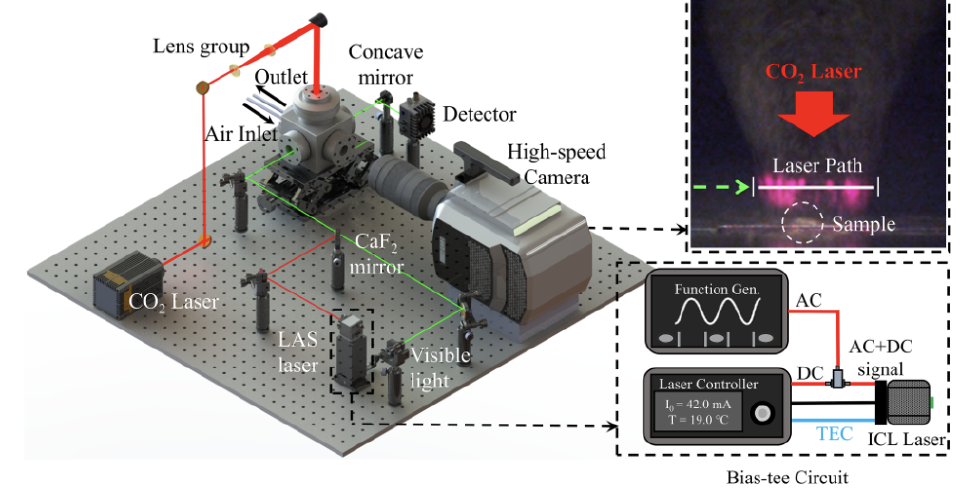 Lens group
Outlet
Air Inlet
Concave
mirror
Detector
High-speed
Camera
CaF₂
mirror
CO₂ Laser
LAS
laser
Visible
light
CO₂ Laser
Laser Path
Sample
Function Gen.
AC
AC+DC
signal
DC
Laser Controller
I₀ = 42.0 mA
T = 19.0 °C
TEC
ICL Laser
Bias-tee Circuit